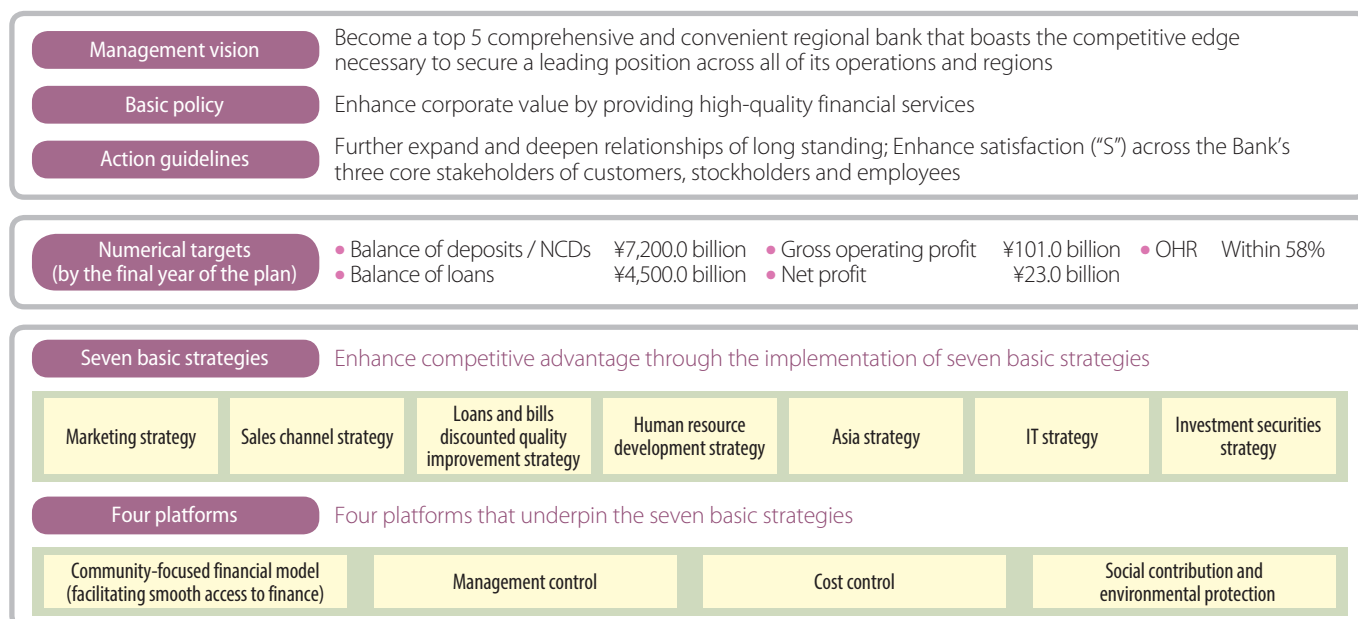 Management vision
Become a top 5 comprehensive and convenient regional bank that boasts the competitive edge
necessary to secure a leading position across all of its operations and regions
Basic policy
Enhance corporate value by providing high-quality financial services
Action guidelines
Further expand and deepen relationships of long standing; Enhance satisfaction (“S”) across the Bank’s
three core stakeholders of customers, stockholders and employees
Numerical targets
(by the final year of the plan)
• Balance of deposits / NCDs ¥7,200.0 billion • Gross operating profit ¥101.0 billion • OHR Within 58%
• Balance of loans ¥4,500.0 billion • Net profit ¥23.0 billion
Seven basic strategies
Enhance competitive advantage through the implementation of seven basic strategies
Marketing strategy
Sales channel strategy
Loans and bills
discounted quality
improvement strategy
Human resource
development strategy
Asia strategy
IT strategy
Investment securities
strategy
Four platforms
Four platforms that underpin the seven basic strategies
Community-focused financial model
(facilitating smooth access to finance)
Management control
Cost control
Social contribution and
environmental protection